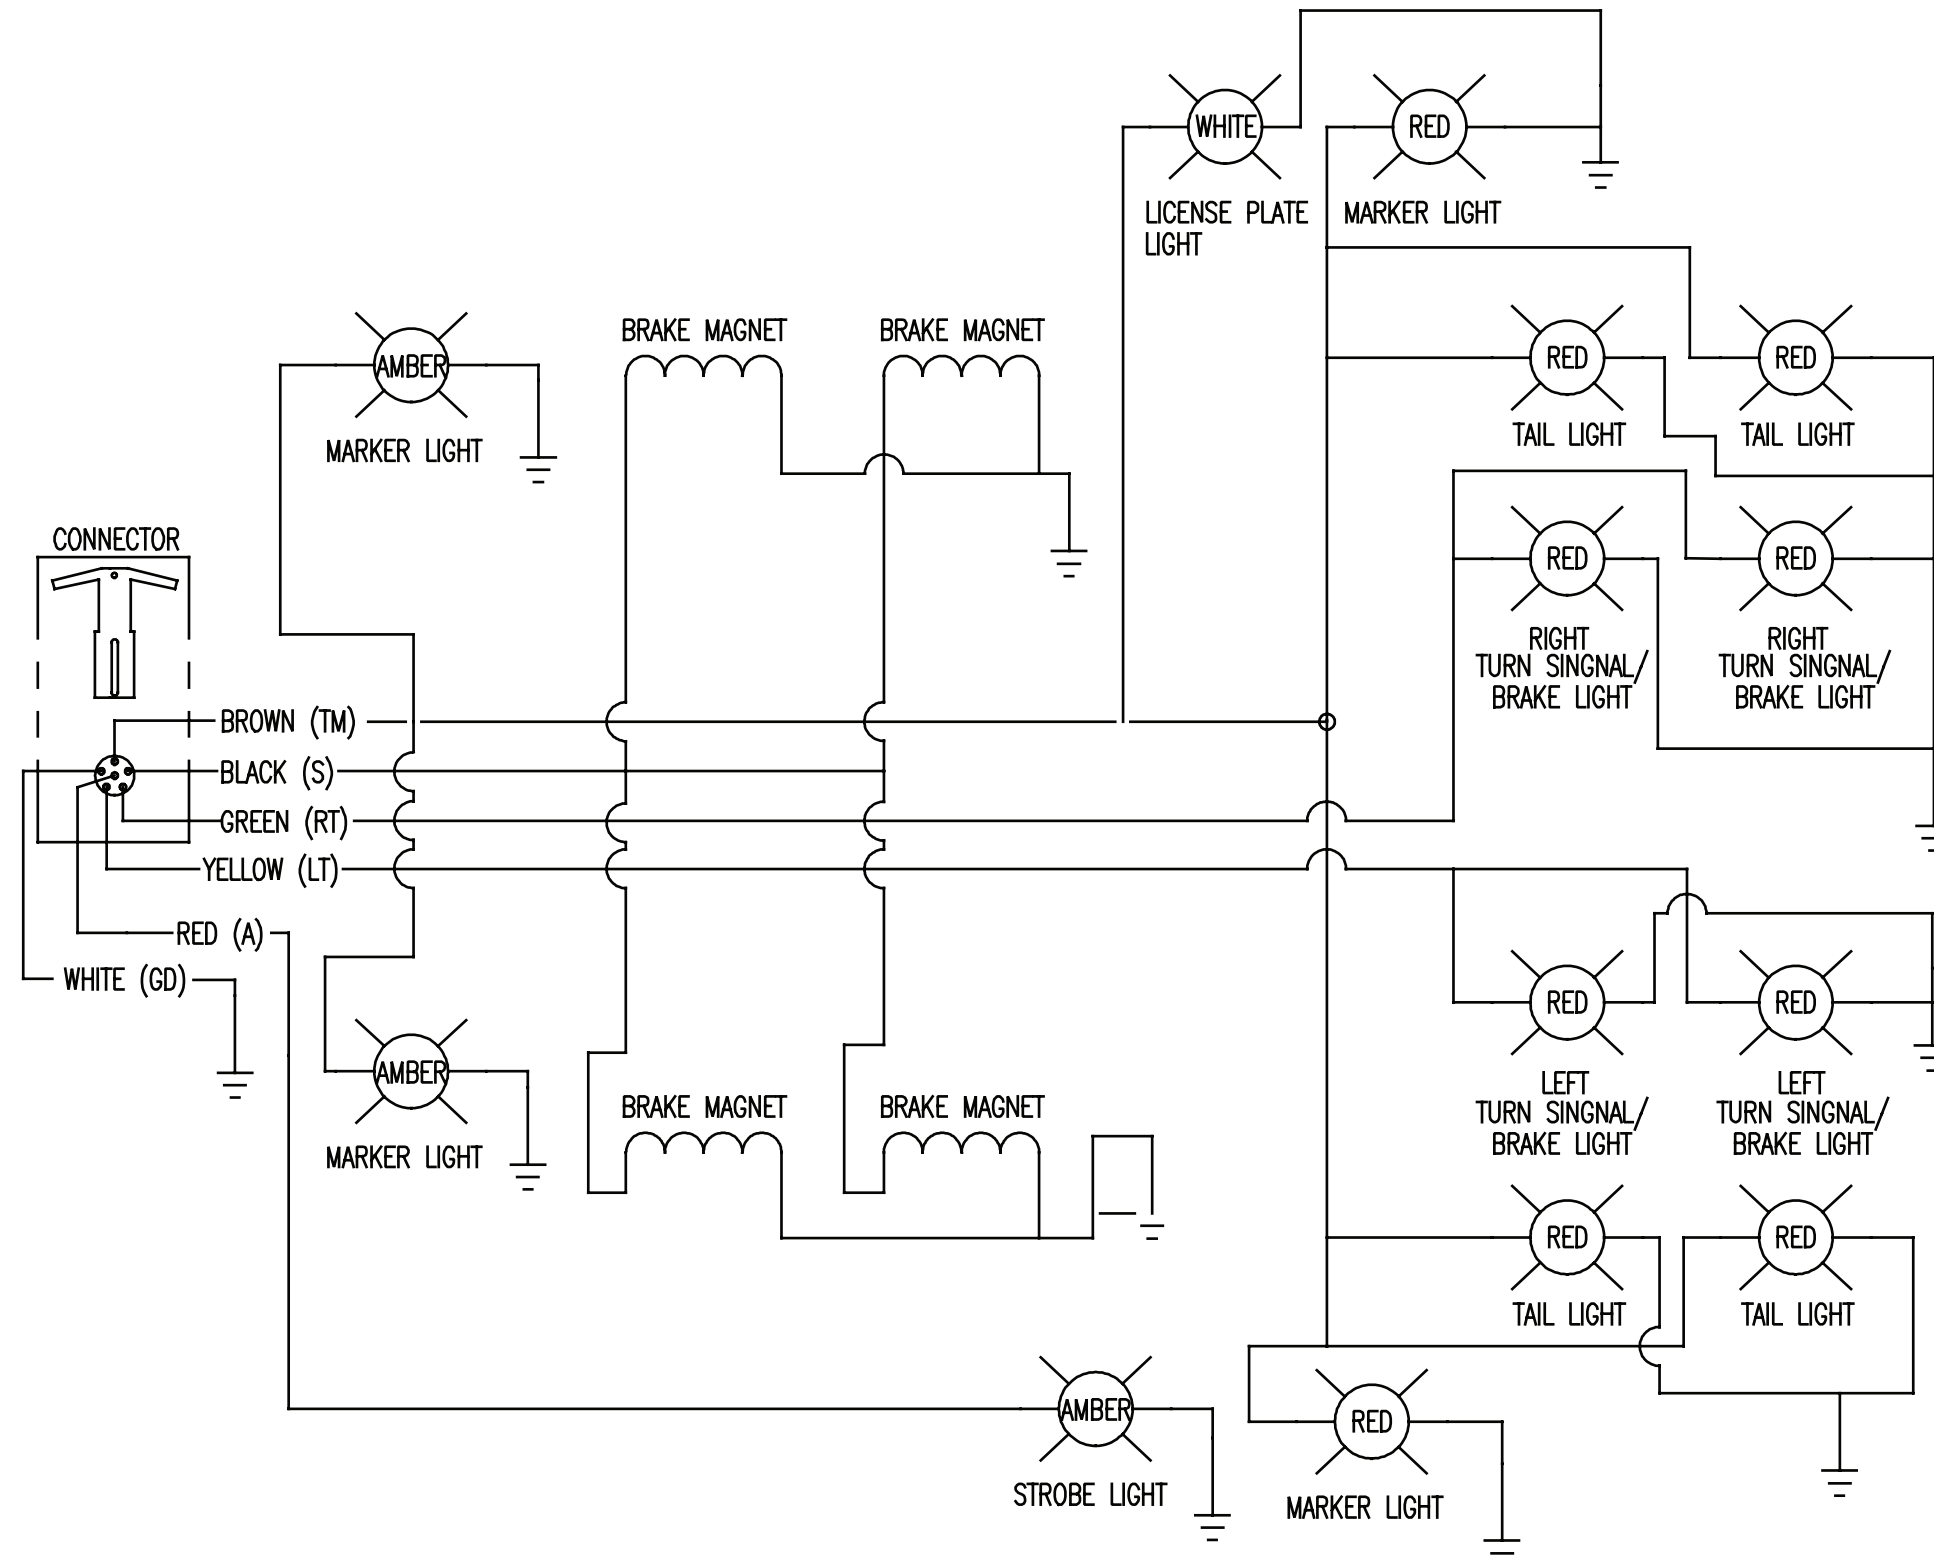 WHITE
RED
LICENSE PLATE
LIGHT
MARKER LIGHT
BRAKE MAGNET
BRAKE MAGNET
AMBER
MARKER LIGHT
RED
RED
TAIL LIGHT
TAIL LIGHT
CONNECTOR
RED
RED
RIGHT
TURN SINGNAL/
BRAKE LIGHT
RIGHT
TURN SINGNAL/
BRAKE LIGHT
BROWN (TM)
BLACK (S)
GREEN (RT)
YELLOW (LT)
RED (A)
WHITE (GD)
RED
RED
LEFT
TURN SINGNAL/
BRAKE LIGHT
LEFT
TURN SINGNAL/
BRAKE LIGHT
AMBER
MARKER LIGHT
BRAKE MAGNET
BRAKE MAGNET
RED
RED
TAIL LIGHT
TAIL LIGHT
AMBER
STROBE LIGHT
RED
MARKER LIGHT